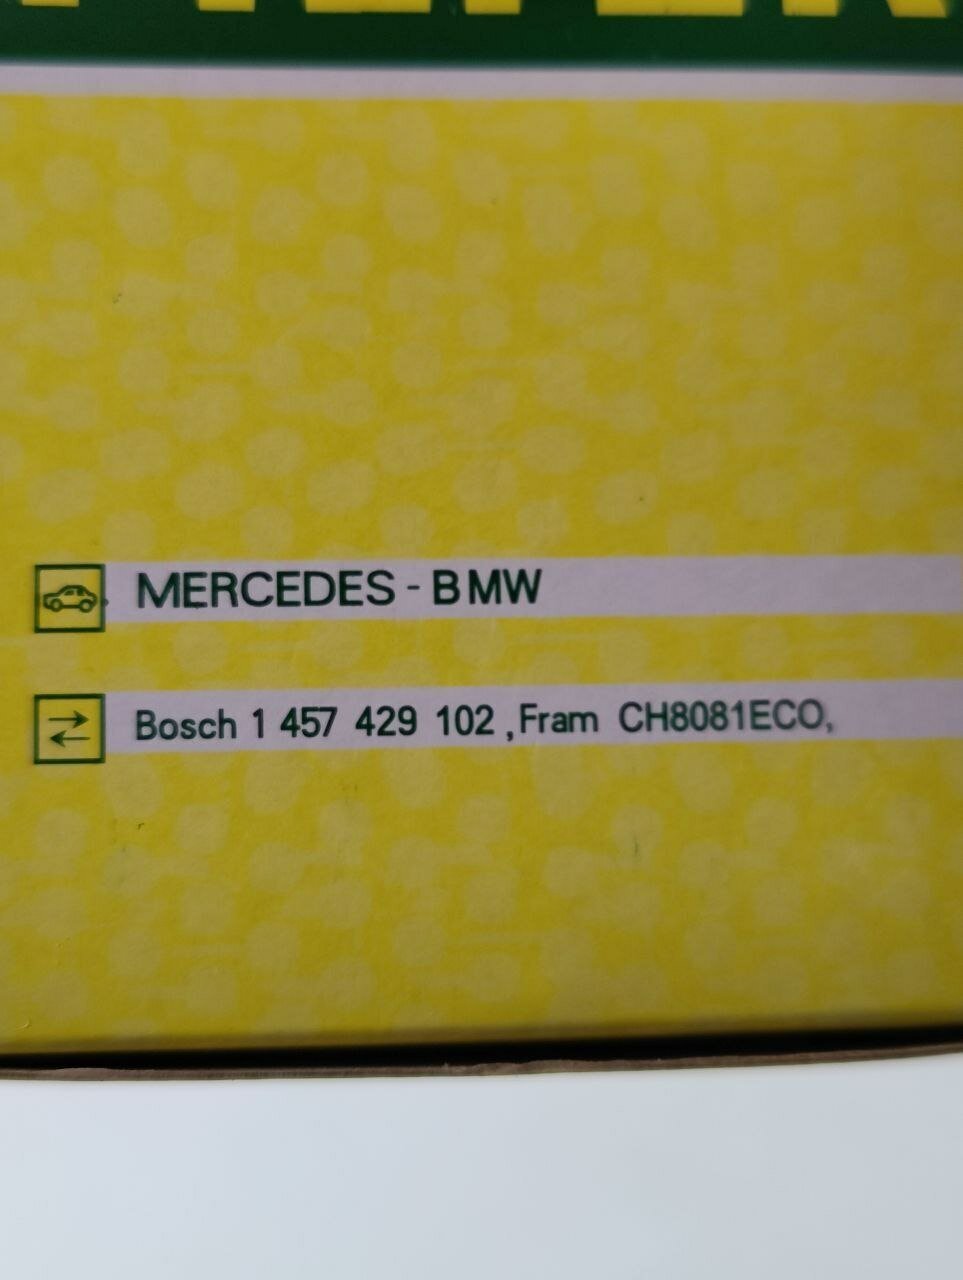 MERCEDES - BMW
Bosch 1 457 429 102 ,Fram CH8081ECO,